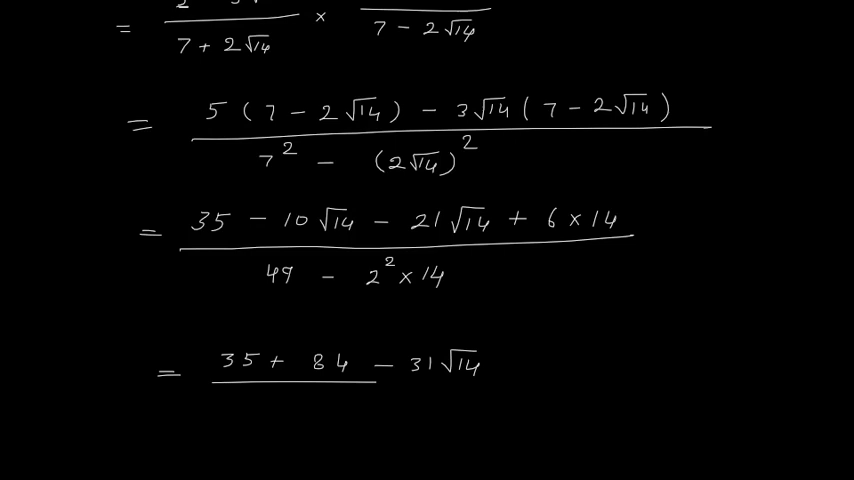 = 7 + 2√14 × 7 − 2√14
= 5 ( 7 − 2√14 ) − 3√14 ( 7 − 2√14 )
7² − (2√14)²
= 35 − 10√14 − 21√14 + 6 × 14
49 − 2² × 14
= 35 + 84 − 31√14